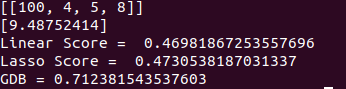 [[100, 4, 5, 8]]
[9.48752414]
Linear Score =  0.46981867253557696
Lasso Score =  0.4730538187031337
GDB = 0.712381543537603